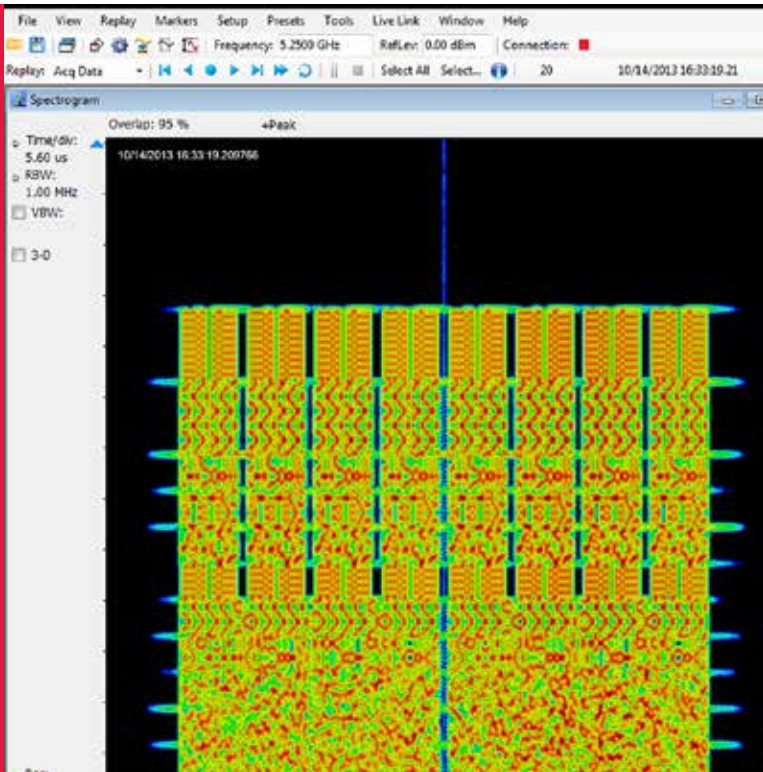 File View Replay Markers Setup Presets Tools Live Link Window Help
Frequency: 5.2500 GHz RefLev: 0.00 dBm Connection:
Replay: Acq Data Select All Select... 20 10/14/2013 16:33:19.21
Spectrogram
Overlap: 95 % +Peak
Time/div:
5.60 us
10/14/2013 16:33:19.209766
RBW:
1.00 MHz
VBW:
3-D